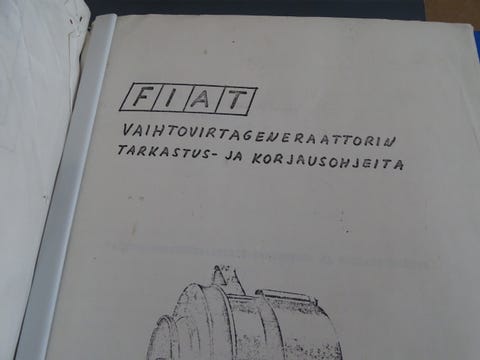 FIAT
VAIHTOVIRTAGENERAATTORIN
TARKASTUS- JA KORJAUSOHJEITA